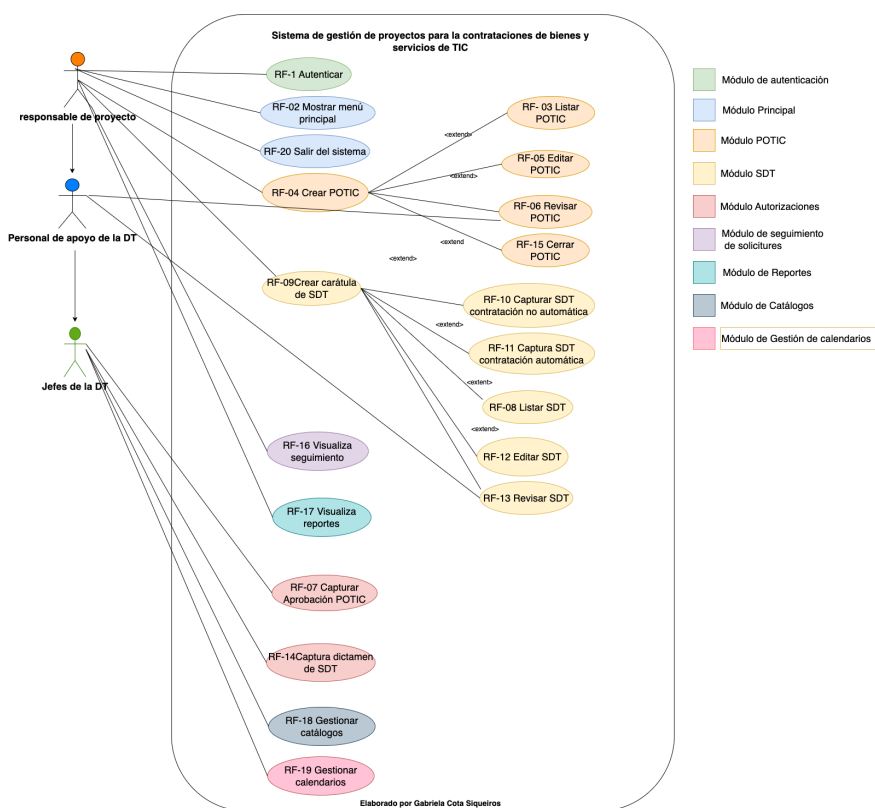 Sistema de gestión de proyectos para la contrataciones de bienes y
servicios de TIC
responsable de proyecto
Personal de apoyo de la DT
Jefes de la DT
RF-1 Autenticar
RF-02 Mostrar menú
principal
RF-20 Salir del sistema
RF-04 Crear POTIC
RF- 03 Listar
POTIC
<extend>
RF-05 Editar
POTIC
<extend>
RF-06 Revisar
POTIC
<extend
RF-15 Cerrar
POTIC
<extend>
RF-09Crear carátula
de SDT
RF-10 Capturar SDT
contratación no automática
<extend>
RF-11 Captura SDT
contratación automática
<extent>
RF-08 Listar SDT
<extend>
RF-12 Editar SDT
RF-13 Revisar SDT
RF-16 Visualiza
seguimiento
RF-17 Visualiza
reportes
RF-07 Capturar
Aprobación POTIC
RF-14Captura dictamen
de SDT
RF-18 Gestionar
catálogos
RF-19 Gestionar
calendarios
Elaborado por Gabriela Cota Siqueiros
Módulo de autenticación
Módulo Principal
Módulo POTIC
Módulo SDT
Módulo Autorizaciones
Módulo de seguimiento
de solicitures
Módulo de Reportes
Módulo de Catálogos
Módulo de Gestión de calendarios